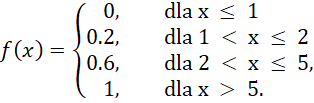 f(x) = { 0, dla x ≤ 1
0.2, dla 1 < x ≤ 2
0.6, dla 2 < x ≤ 5,
1, dla x > 5.